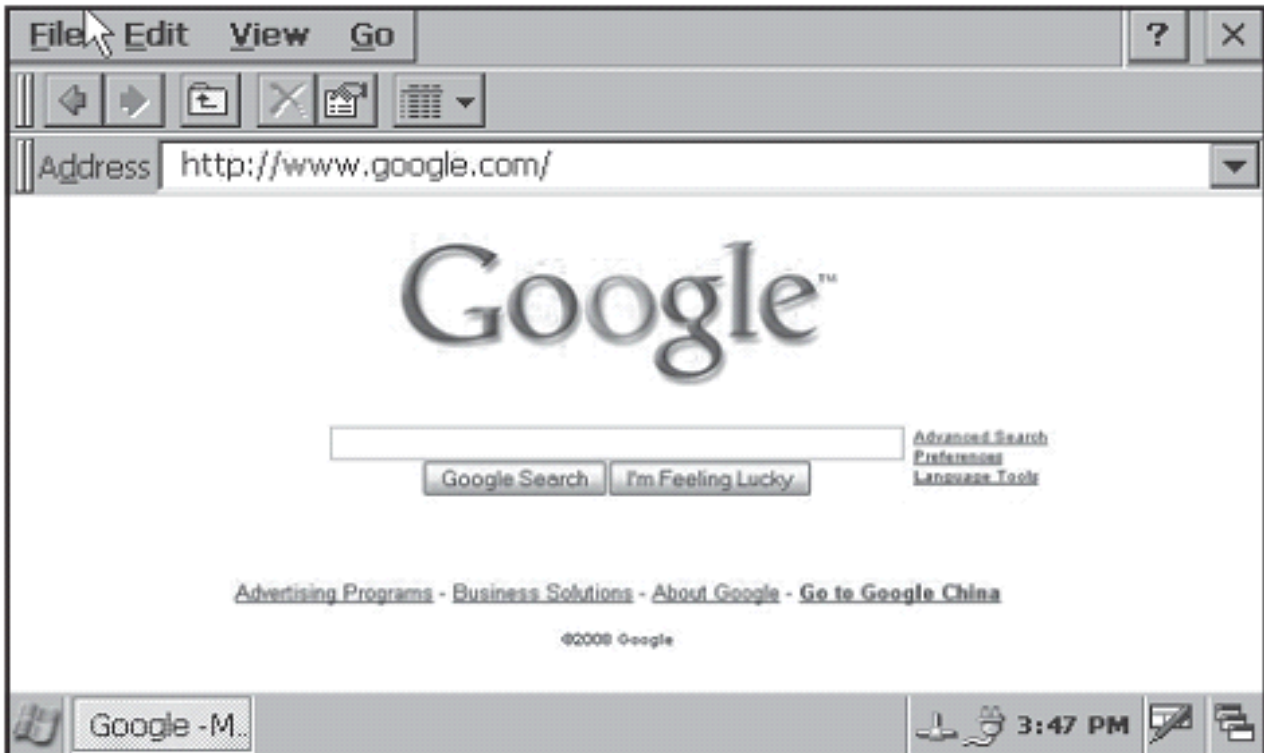 File Edit View Go ? ×
Address http://www.google.com/
Google™
Advanced Search
Preferences
Google Search I'm Feeling Lucky Language Tools
Advertising Programs - Business Solutions - About Google - Go to Google China
©2008 Google
Google -M.. 3:47 PM